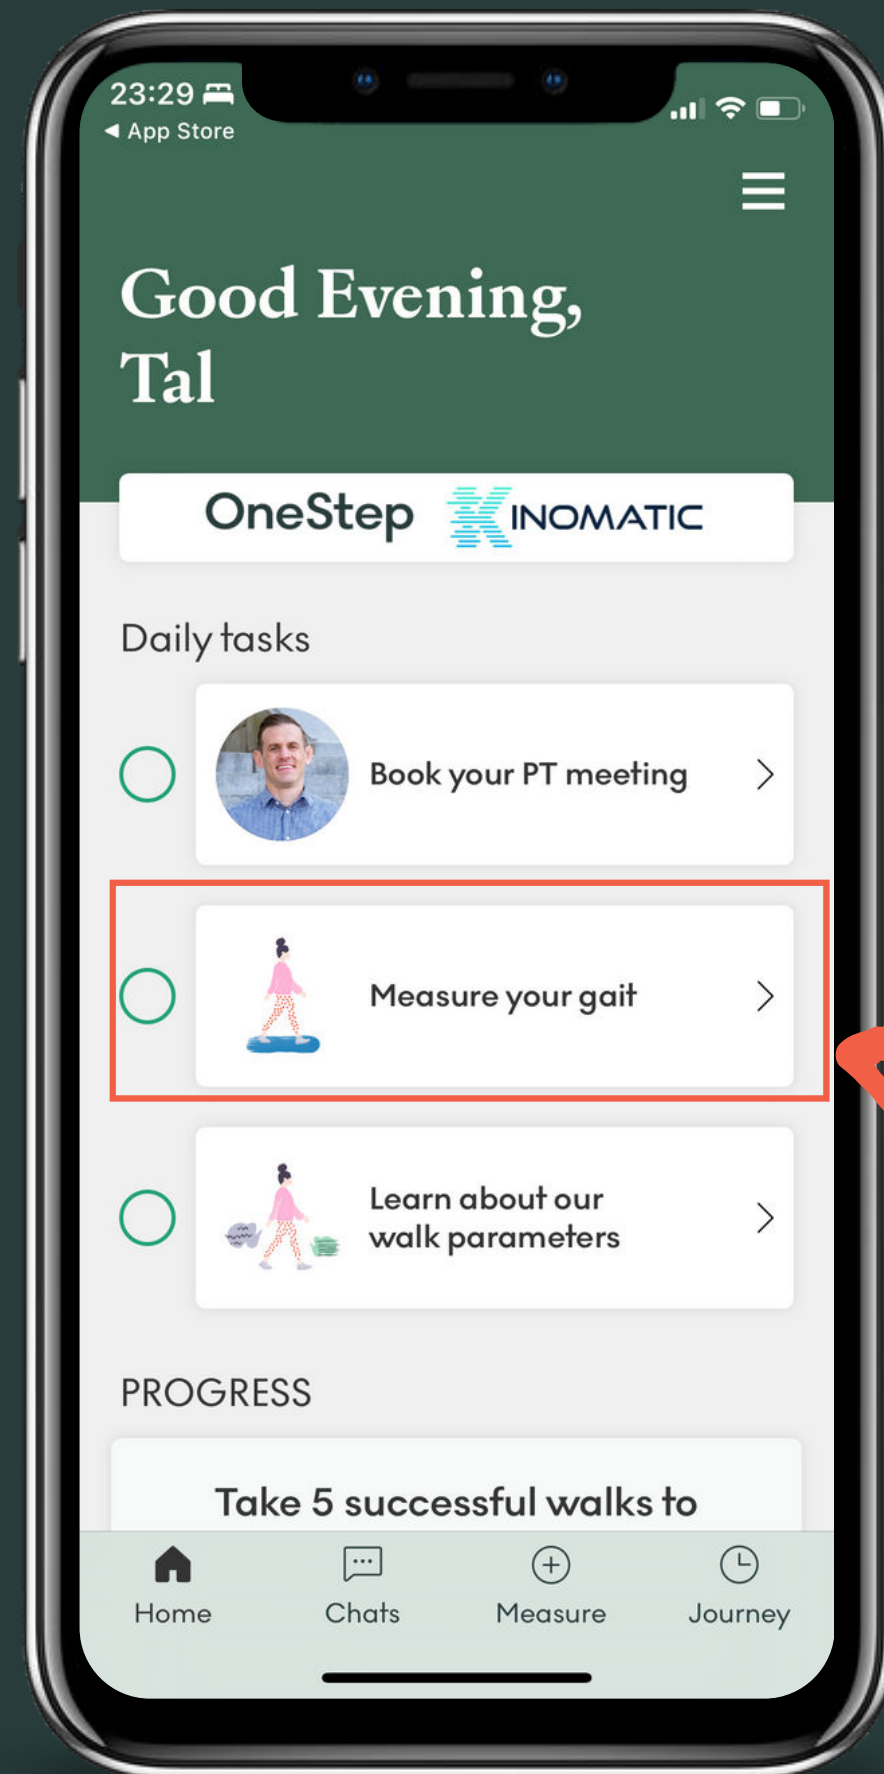 23:29
◀ App Store
Good Evening,
Tal
OneStep KINOMATIC
Daily tasks
Book your PT meeting
Measure your gait
Learn about our
walk parameters
PROGRESS
Take 5 successful walks to
Home Chats Measure Journey